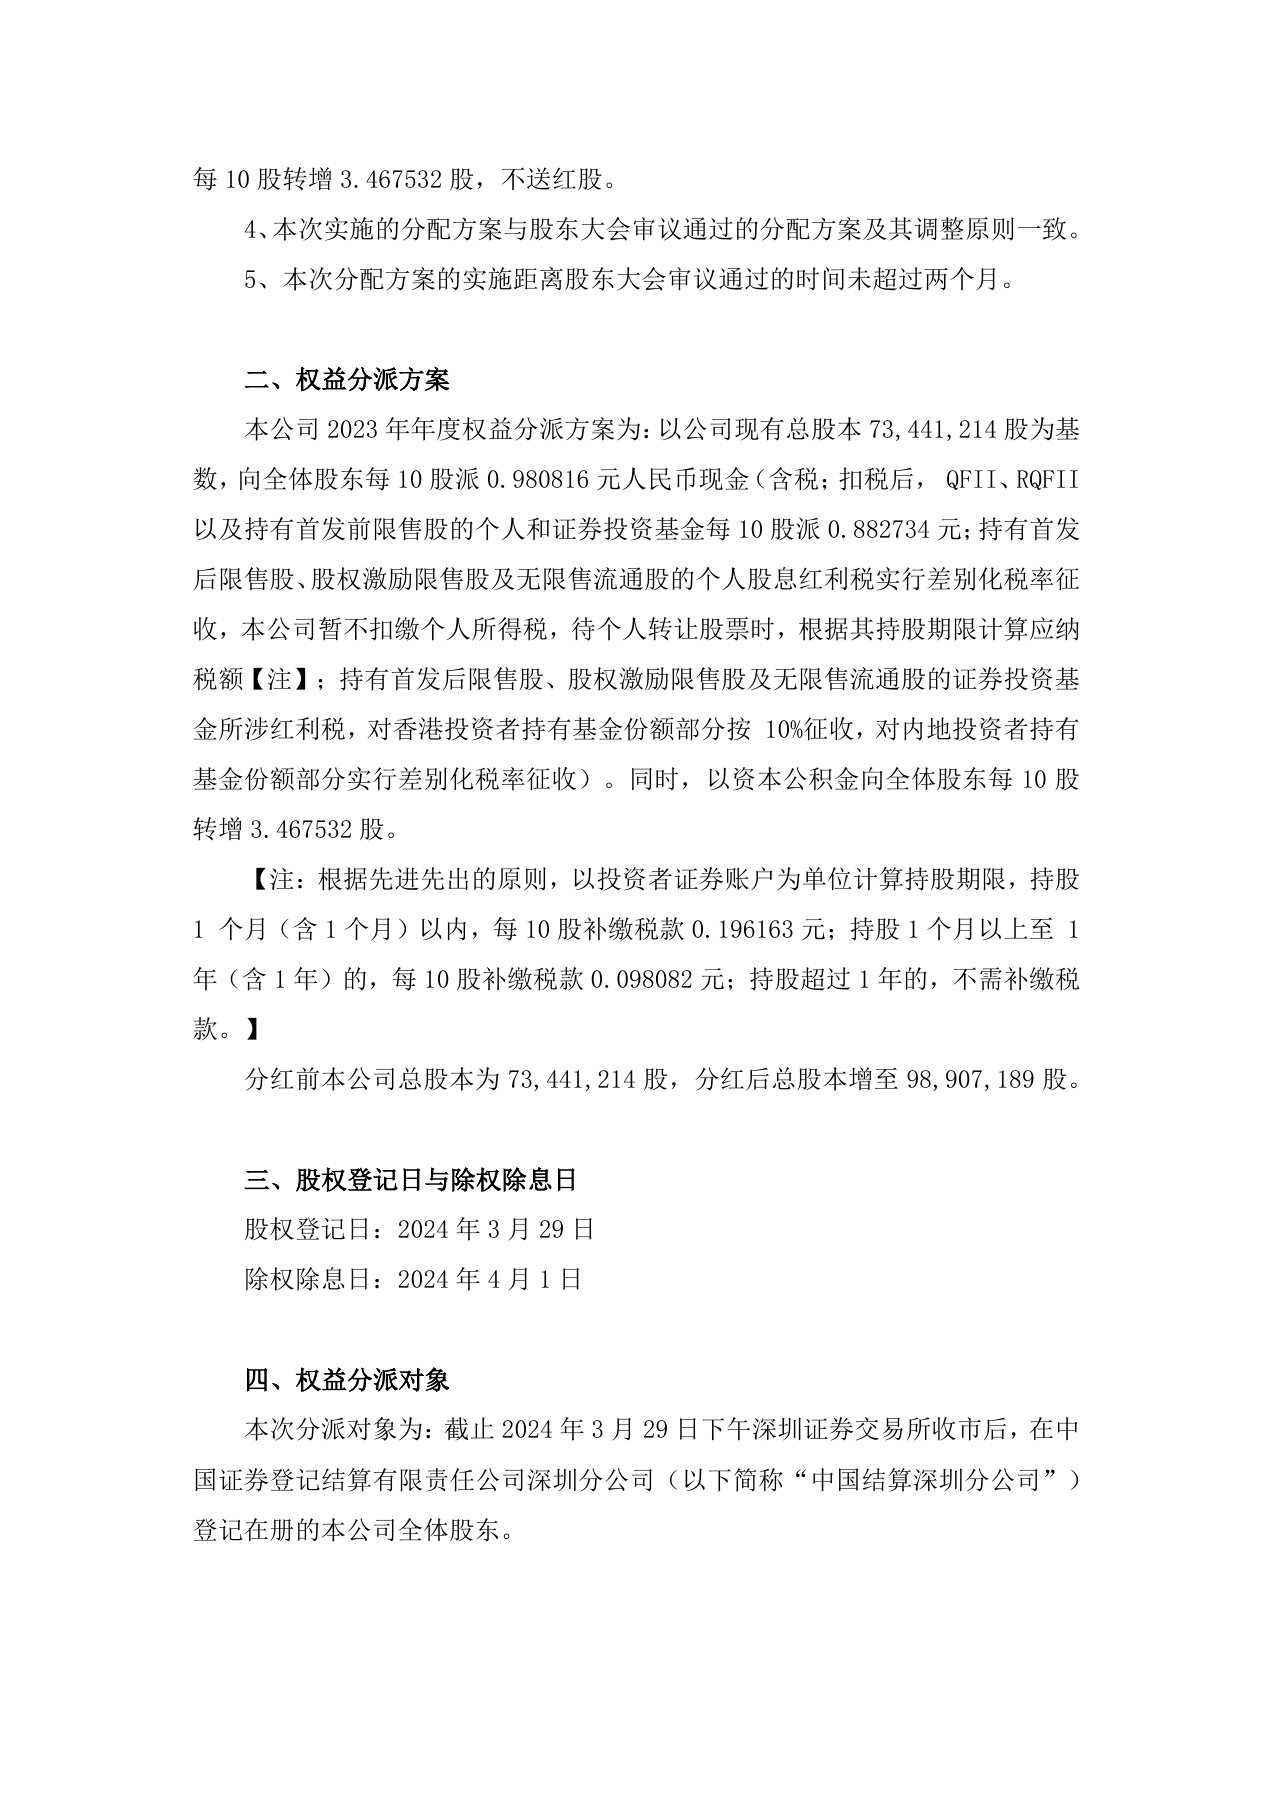 每 10 股转增 3.467532 股，不送红股。
4、本次实施的分配方案与股东大会审议通过的分配方案及其调整原则一致。
5、本次分配方案的实施距离股东大会审议通过的时间未超过两个月。
二、权益分派方案
本公司 2023 年年度权益分派方案为：以公司现有总股本 73,441,214 股为基
数，向全体股东每 10 股派 0.980816 元人民币现金（含税；扣税后， QFII、RQFII
以及持有首发前限售股的个人和证券投资基金每 10 股派 0.882734 元；持有首发
后限售股、股权激励限售股及无限售流通股的个人股息红利税实行差别化税率征
收，本公司暂不扣缴个人所得税，待个人转让股票时，根据其持股期限计算应纳
税额【注】；持有首发后限售股、股权激励限售股及无限售流通股的证券投资基
金所涉红利税，对香港投资者持有基金份额部分按 10%征收，对内地投资者持有
基金份额部分实行差别化税率征收）。同时，以资本公积金向全体股东每 10 股
转增 3.467532 股。
【注：根据先进先出的原则，以投资者证券账户为单位计算持股期限，持股
1 个月（含 1 个月）以内，每 10 股补缴税款 0.196163 元；持股 1 个月以上至 1
年（含 1 年）的，每 10 股补缴税款 0.098082 元；持股超过 1 年的，不需补缴税
款。】
分红前本公司总股本为 73,441,214 股，分红后总股本增至 98,907,189 股。
三、股权登记日与除权除息日
股权登记日：2024 年 3 月 29 日
除权除息日：2024 年 4 月 1 日
四、权益分派对象
本次分派对象为：截止 2024 年 3 月 29 日下午深圳证券交易所收市后，在中
国证券登记结算有限责任公司深圳分公司（以下简称“中国结算深圳分公司”）
登记在册的本公司全体股东。